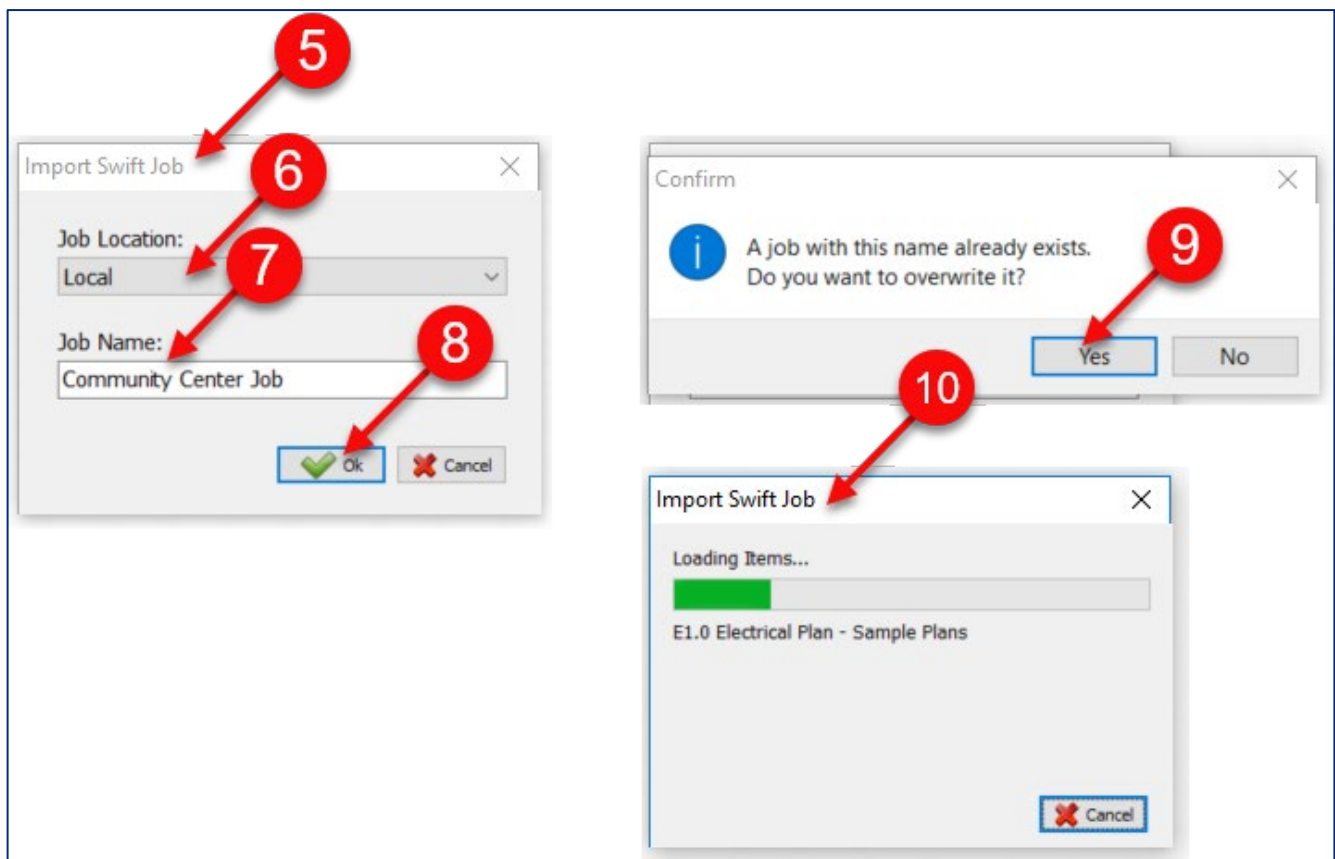 5
Import Swift Job
6
Job Location:
Local
7
Job Name:
Community Center Job
8
Ok
Cancel
Confirm
A job with this name already exists.
Do you want to overwrite it?
9
Yes
No
10
Import Swift Job
Loading Items...
E1.0 Electrical Plan - Sample Plans
Cancel